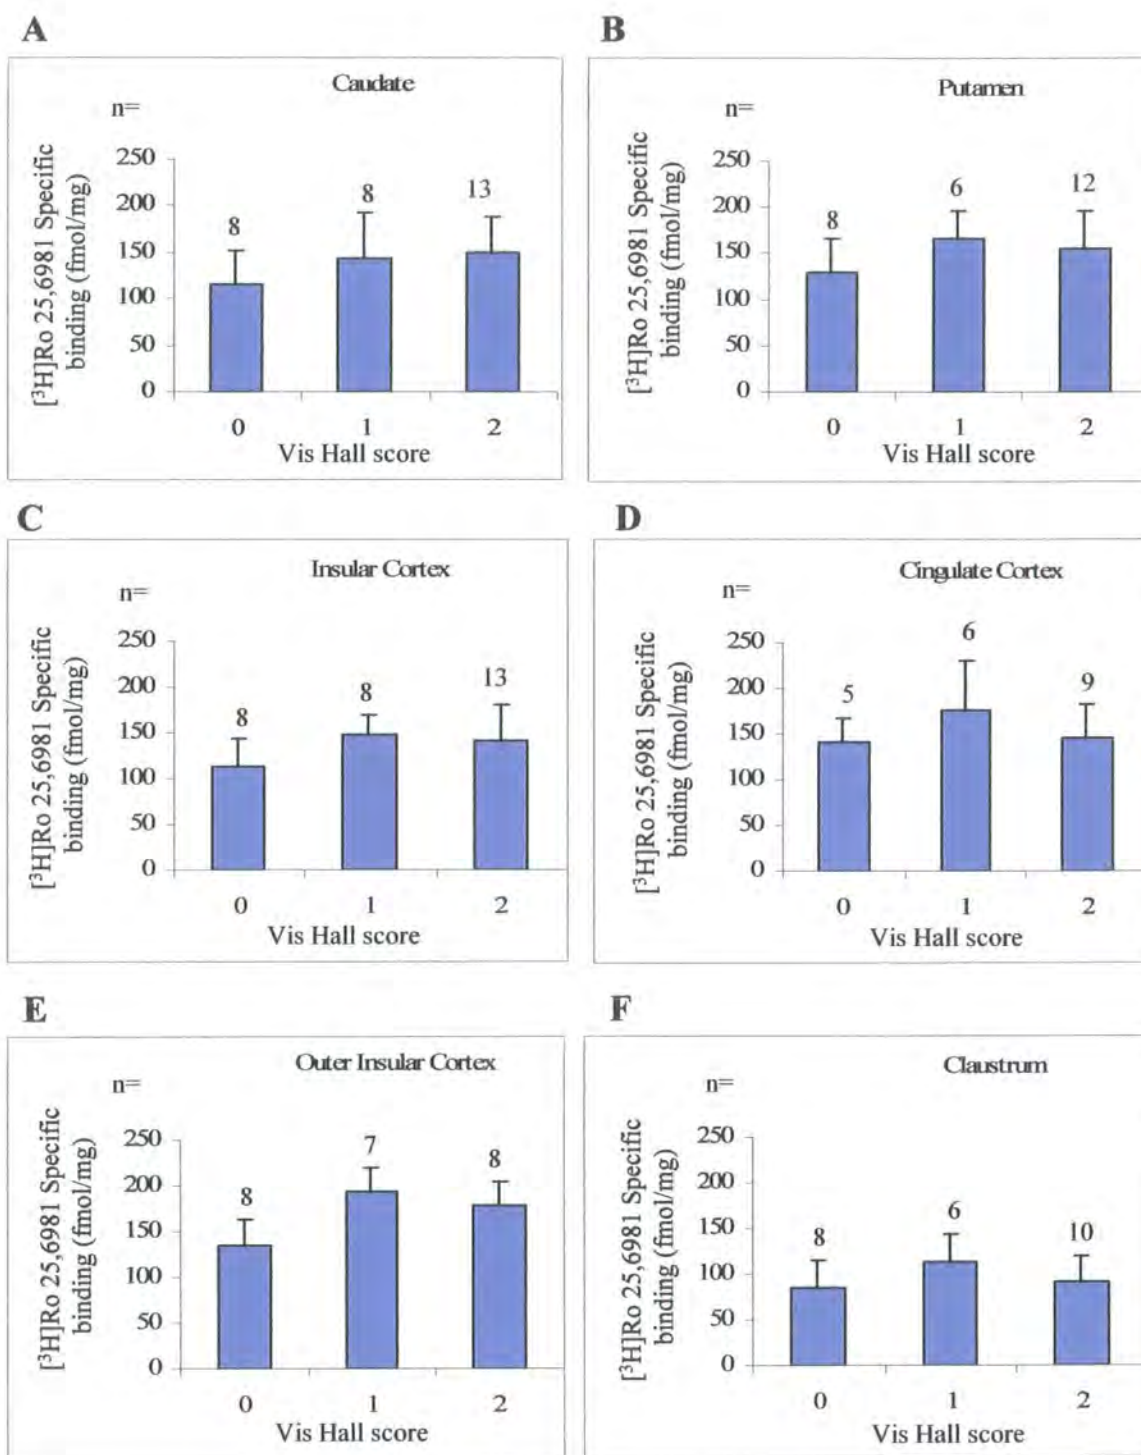 A
Caudate
n=
[³H]Ro 25,6981 Specific
binding (fmol/mg)
250
200
150
100
50
0
8
8
13
0
1
2
Vis Hall score
B
Putamen
n=
[³H]Ro 25,6981 Specific
binding (fmol/mg)
250
200
150
100
50
0
8
6
12
0
1
2
Vis Hall score
C
Insular Cortex
n=
[³H]Ro 25,6981 Specific
binding (fmol/mg)
250
200
150
100
50
0
8
8
13
0
1
2
Vis Hall score
D
Cingulate Cortex
n=
[³H]Ro 25,6981 Specific
binding (fmol/mg)
250
200
150
100
50
0
5
6
9
0
1
2
Vis Hall score
E
Outer Insular Cortex
n=
[³H]Ro 25,6981 Specific
binding (fmol/mg)
250
200
150
100
50
0
8
7
8
0
1
2
Vis Hall score
F
Claustrum
n=
[³H]Ro 25,6981 Specific
binding (fmol/mg)
250
200
150
100
50
0
8
6
10
0
1
2
Vis Hall score